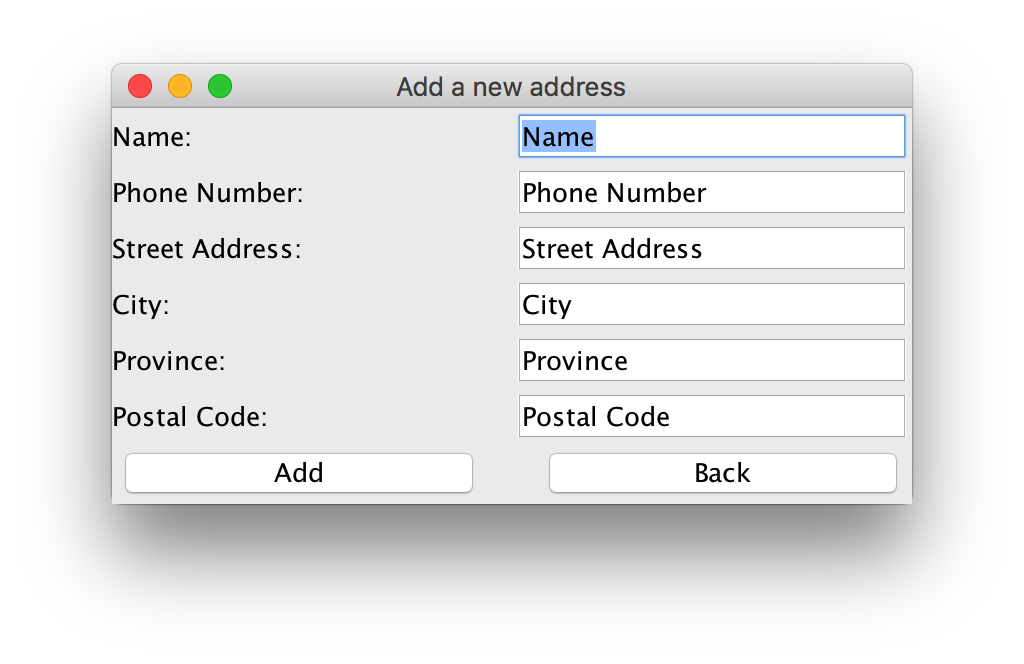 Add a new address
Name: Name
Phone Number: Phone Number
Street Address: Street Address
City: City
Province: Province
Postal Code: Postal Code
Add Back